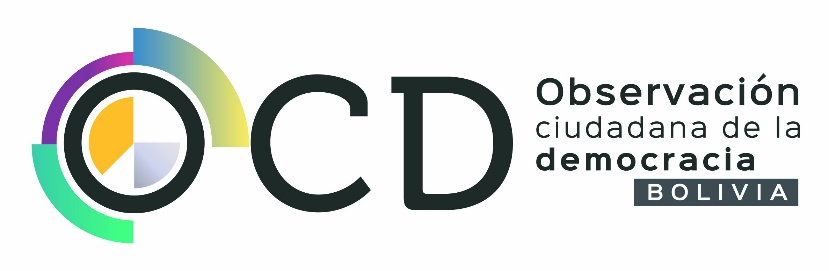 OCD
Observación
ciudadana de la
democracia
BOLIVIA